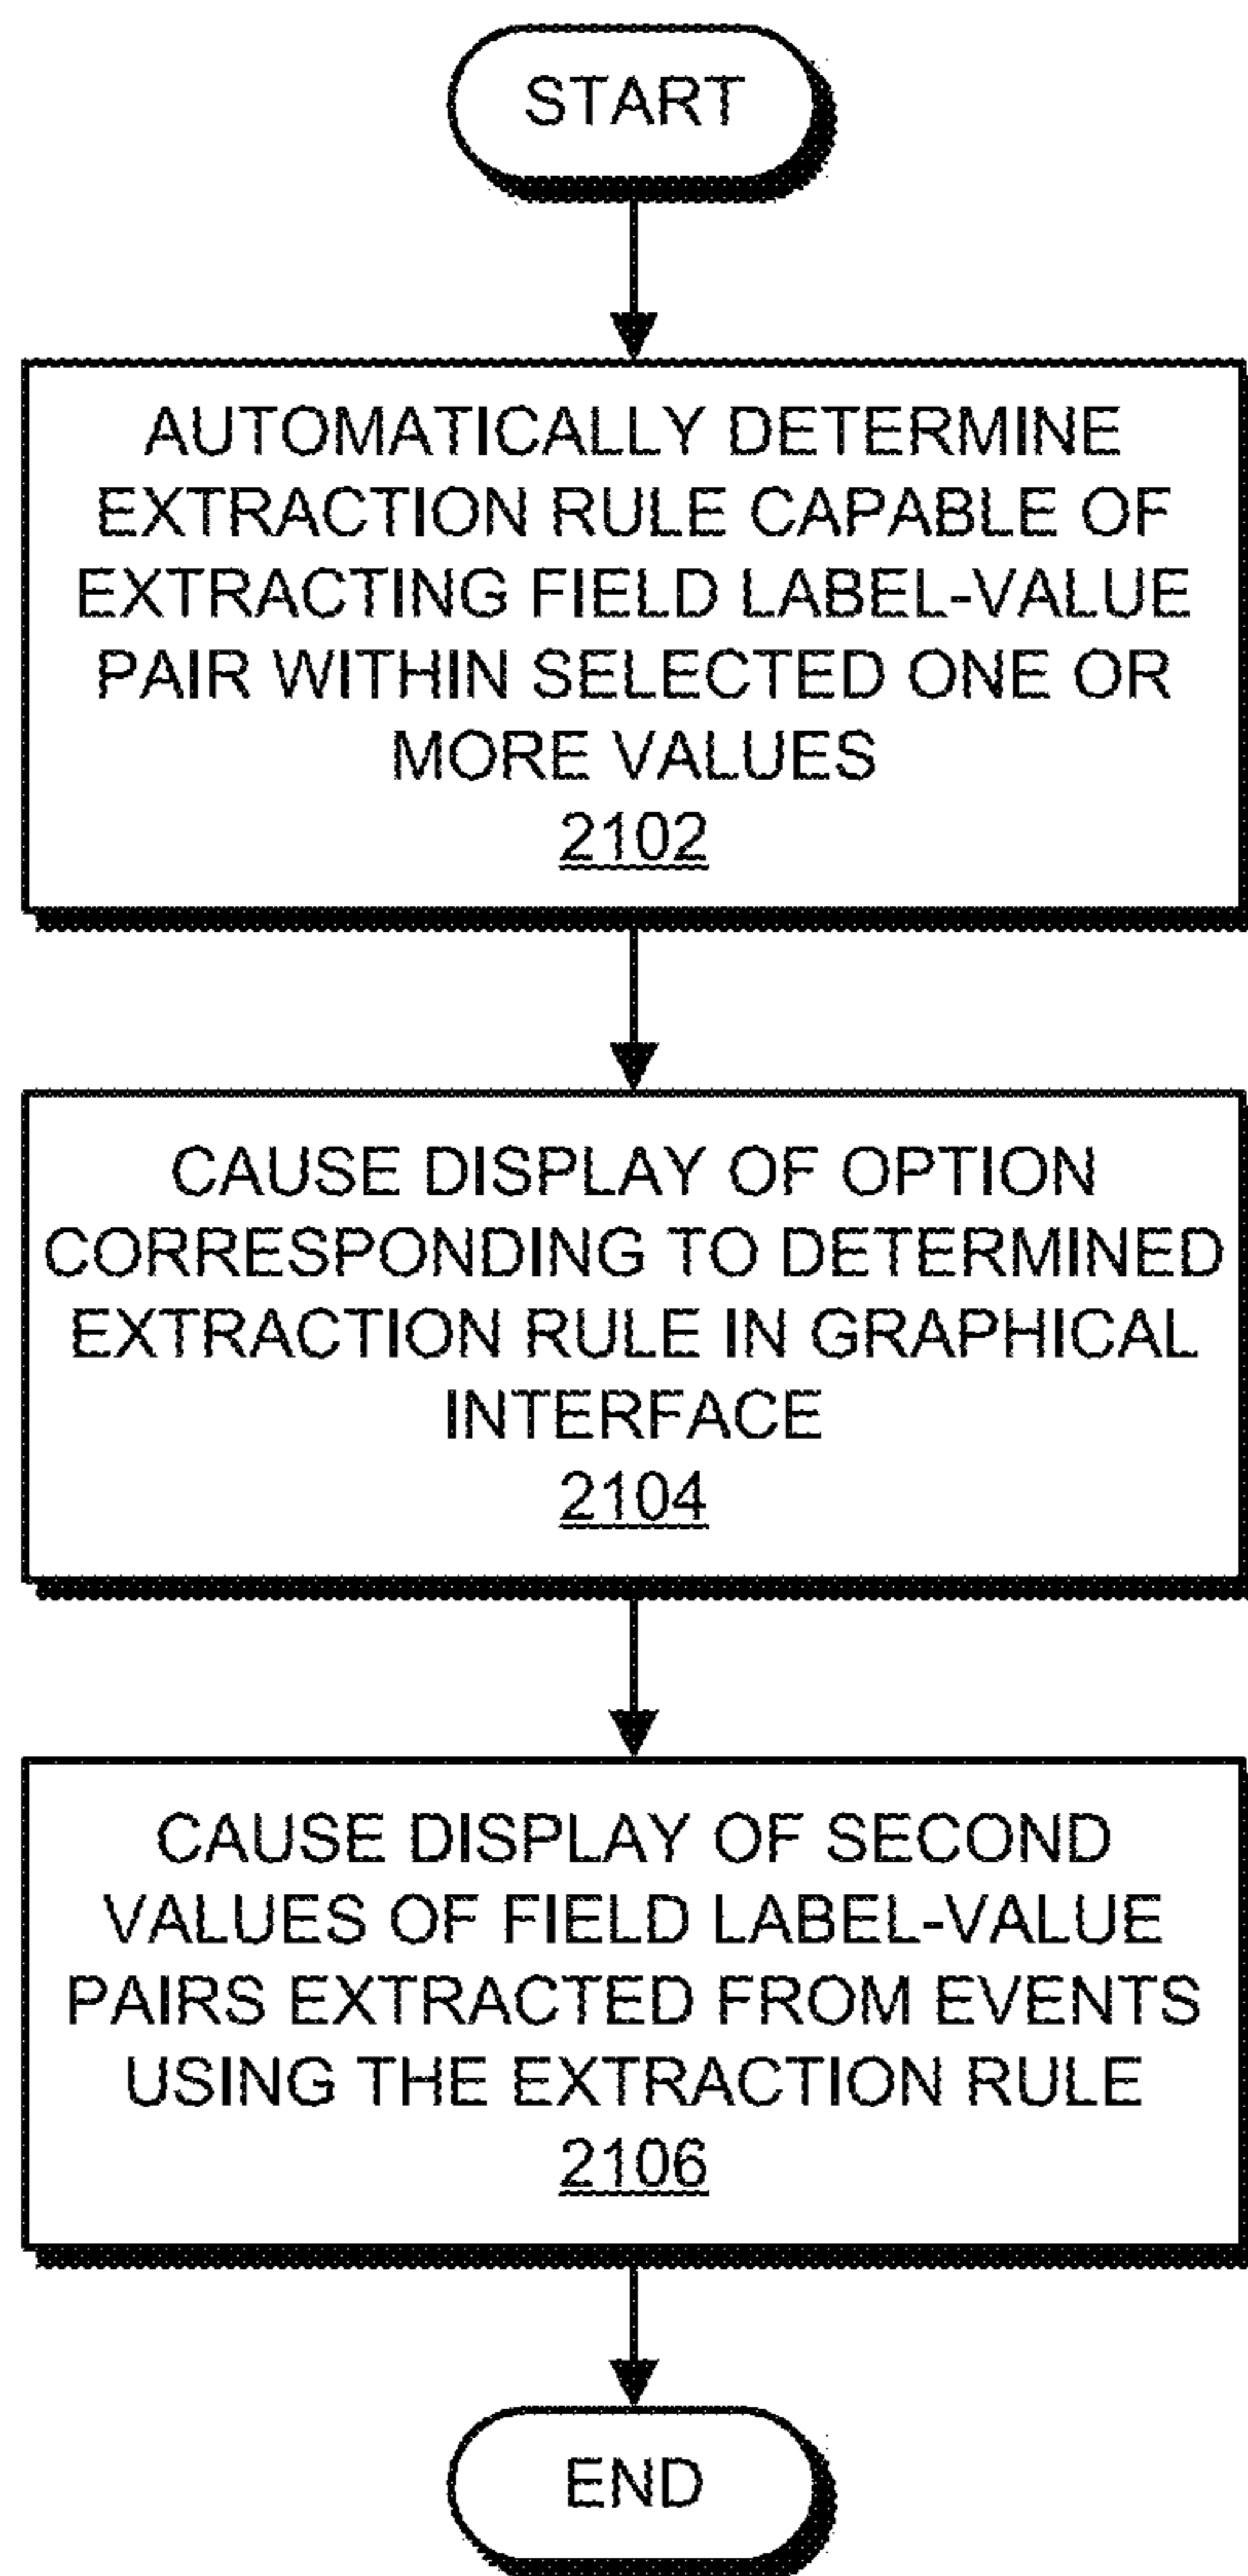 START
AUTOMATICALLY DETERMINE
EXTRACTION RULE CAPABLE OF
EXTRACTING FIELD LABEL-VALUE
PAIR WITHIN SELECTED ONE OR
MORE VALUES
2102
CAUSE DISPLAY OF OPTION
CORRESPONDING TO DETERMINED
EXTRACTION RULE IN GRAPHICAL
INTERFACE
2104
CAUSE DISPLAY OF SECOND
VALUES OF FIELD LABEL-VALUE
PAIRS EXTRACTED FROM EVENTS
USING THE EXTRACTION RULE
2106
END